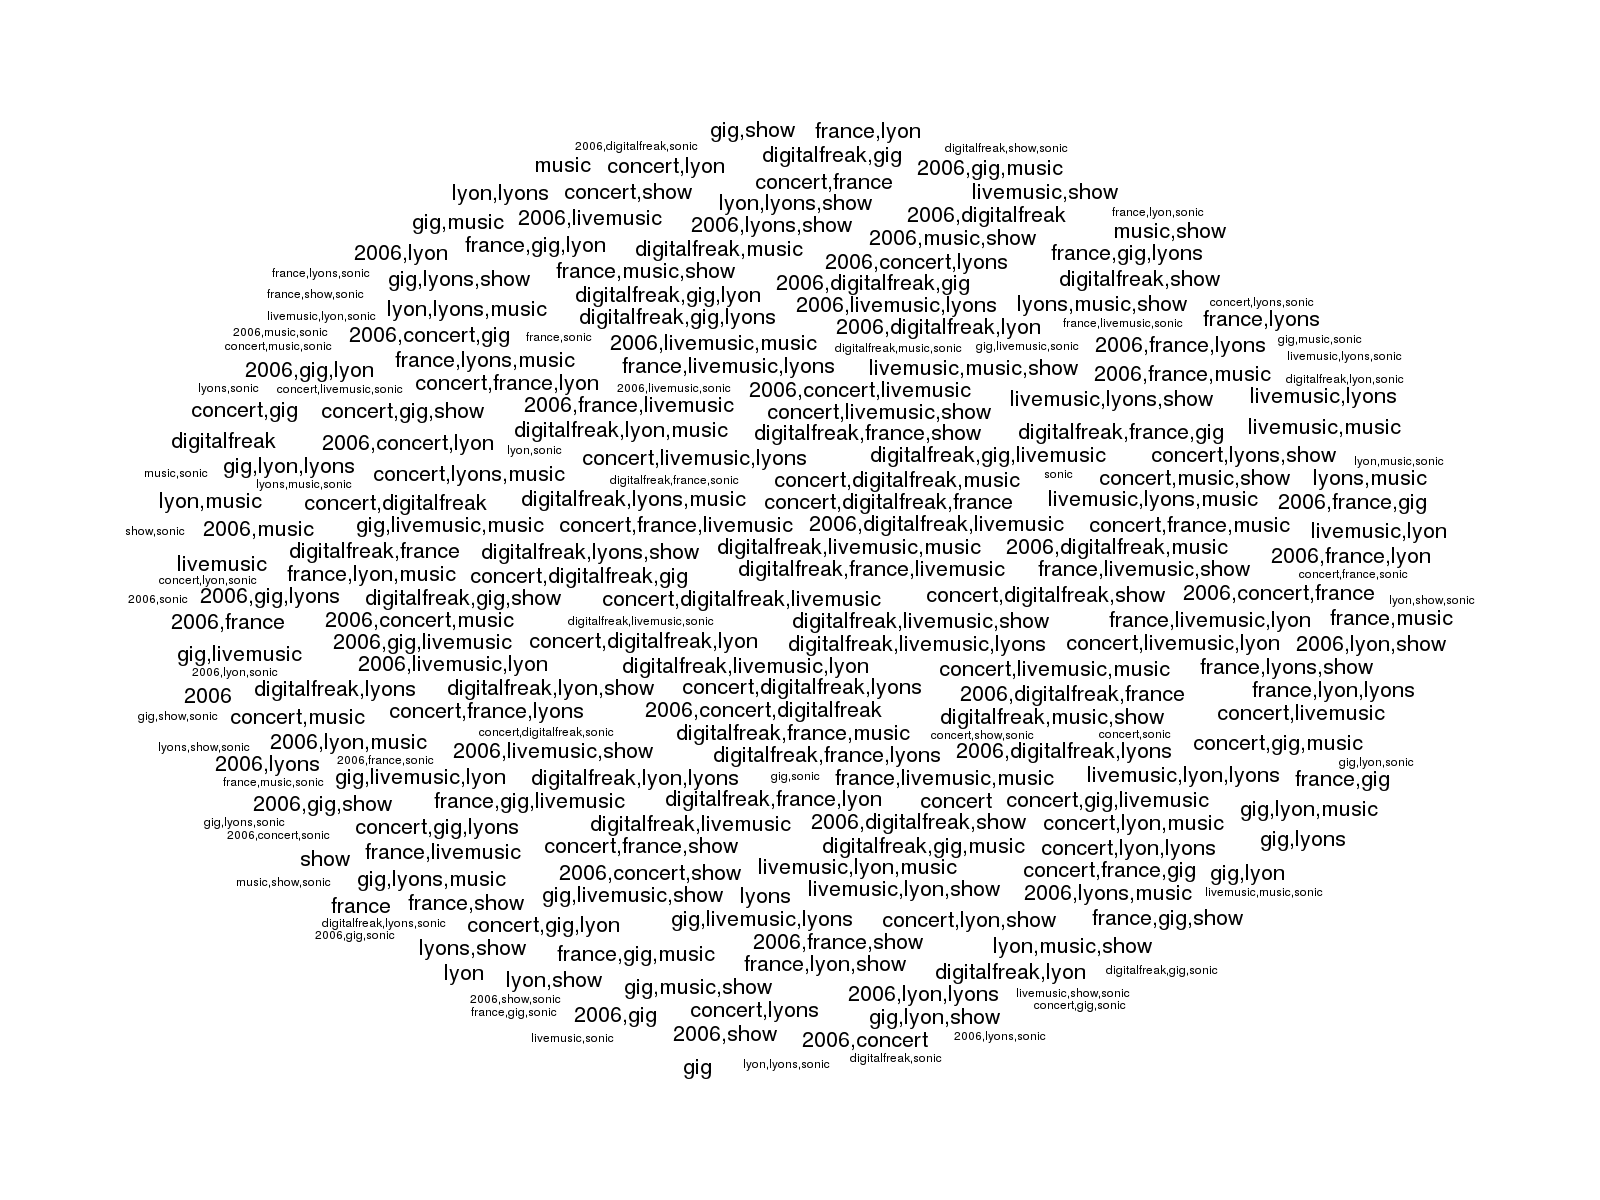 gig,show france,lyon
2006,digitalfreak,sonic digitalfreak,show,sonic
music concert,lyon digitalfreak,gig 2006,gig,music
lyon,lyons concert,show concert,france livemusic,show
gig,music 2006,livemusic lyon,lyons,show 2006,digitalfreak france,lyon,sonic
2006,lyons,show music,show
2006,lyon france,gig,lyon digitalfreak,music 2006,music,show france,gig,lyons
france,lyons,sonic gig,lyons,show france,music,show 2006,concert,lyons digitalfreak,show
france,show,sonic digitalfreak,gig,lyon 2006,digitalfreak,gig
livemusic,lyon,sonic lyon,lyons,music digitalfreak,gig,lyons 2006,livemusic,lyons lyons,music,show concert,lyons,sonic
2006,music,sonic 2006,concert,gig france,sonic 2006,digitalfreak,lyon france,livemusic,sonic france,lyons
concert,music,sonic 2006,livemusic,music digitalfreak,music,sonic gig,livemusic,sonic 2006,france,lyons gig,music,sonic
2006,gig,lyon france,lyons,music france,livemusic,lyons livemusic,music,show 2006,france,music livemusic,lyons,sonic
lyons,sonic concert,livemusic,sonic concert,france,lyon 2006,livemusic,sonic 2006,concert,livemusic digitalfreak,lyon,sonic
concert,gig concert,gig,show 2006,france,livemusic concert,livemusic,show livemusic,lyons,show livemusic,lyons
digitalfreak 2006,concert,lyon digitalfreak,lyon,music digitalfreak,france,show digitalfreak,france,gig livemusic,music
music,sonic gig,lyon,lyons lyon,sonic concert,livemusic,lyons digitalfreak,gig,livemusic concert,lyons,show lyon,music,sonic
lyons,music,sonic concert,lyons,music digitalfreak,france,sonic concert,digitalfreak,music sonic concert,music,show lyons,music
lyon,music concert,digitalfreak digitalfreak,lyons,music concert,digitalfreak,france livemusic,lyons,music 2006,france,gig
show,sonic 2006,music gig,livemusic,music concert,france,livemusic 2006,digitalfreak,livemusic concert,france,music livemusic,lyon
livemusic digitalfreak,france digitalfreak,lyons,show digitalfreak,livemusic,music 2006,digitalfreak,music 2006,france,lyon
concert,lyon,sonic france,lyon,music concert,digitalfreak,gig digitalfreak,france,livemusic france,livemusic,show concert,france,sonic
2006,sonic 2006,gig,lyons digitalfreak,gig,show concert,digitalfreak,livemusic concert,digitalfreak,show 2006,concert,france lyon,show,sonic
2006,france 2006,concert,music digitalfreak,livemusic,sonic digitalfreak,livemusic,show france,livemusic,lyon france,music
gig,livemusic 2006,gig,livemusic concert,digitalfreak,lyon digitalfreak,livemusic,lyons concert,livemusic,lyon 2006,lyon,show
2006,lyon,sonic 2006,livemusic,lyon digitalfreak,livemusic,lyon concert,livemusic,music france,lyons,show
2006 digitalfreak,lyons digitalfreak,lyon,show concert,digitalfreak,lyons 2006,digitalfreak,france france,lyon,lyons
gig,show,sonic concert,music concert,france,lyons 2006,concert,digitalfreak digitalfreak,music,show concert,livemusic
lyons,show,sonic 2006,lyon,music concert,digitalfreak,sonic digitalfreak,france,music concert,show,sonic concert,sonic concert,gig,music
2006,lyons 2006,france,sonic 2006,livemusic,show digitalfreak,france,lyons 2006,digitalfreak,lyons gig,lyon,sonic
france,music,sonic gig,livemusic,lyon digitalfreak,lyon,lyons gig,sonic france,livemusic,music livemusic,lyon,lyons france,gig
2006,gig,show france,gig,livemusic digitalfreak,france,lyon concert concert,gig,livemusic gig,lyon,music
gig,lyons,sonic concert,gig,lyons digitalfreak,livemusic 2006,digitalfreak,show concert,lyon,music
2006,concert,sonic concert,france,show digitalfreak,gig,music concert,lyon,lyons gig,lyons
show france,livemusic 2006,concert,show livemusic,lyon,music concert,france,gig gig,lyon
music,show,sonic gig,lyons,music gig,livemusic,show lyons livemusic,lyon,show 2006,lyons,music livemusic,music,sonic
france france,show
digitalfreak,lyons,sonic concert,gig,lyon gig,livemusic,lyons concert,lyon,show france,gig,show
2006,gig,sonic
lyons,show france,gig,music 2006,france,show lyon,music,show
lyon lyon,show france,lyon,show digitalfreak,lyon digitalfreak,gig,sonic
gig,music,show 2006,lyon,lyons livemusic,show,sonic
2006,show,sonic concert,gig,sonic
france,gig,sonic 2006,gig concert,lyons gig,lyon,show
livemusic,sonic 2006,show 2006,concert 2006,lyons,sonic
gig lyon,lyons,sonic digitalfreak,sonic